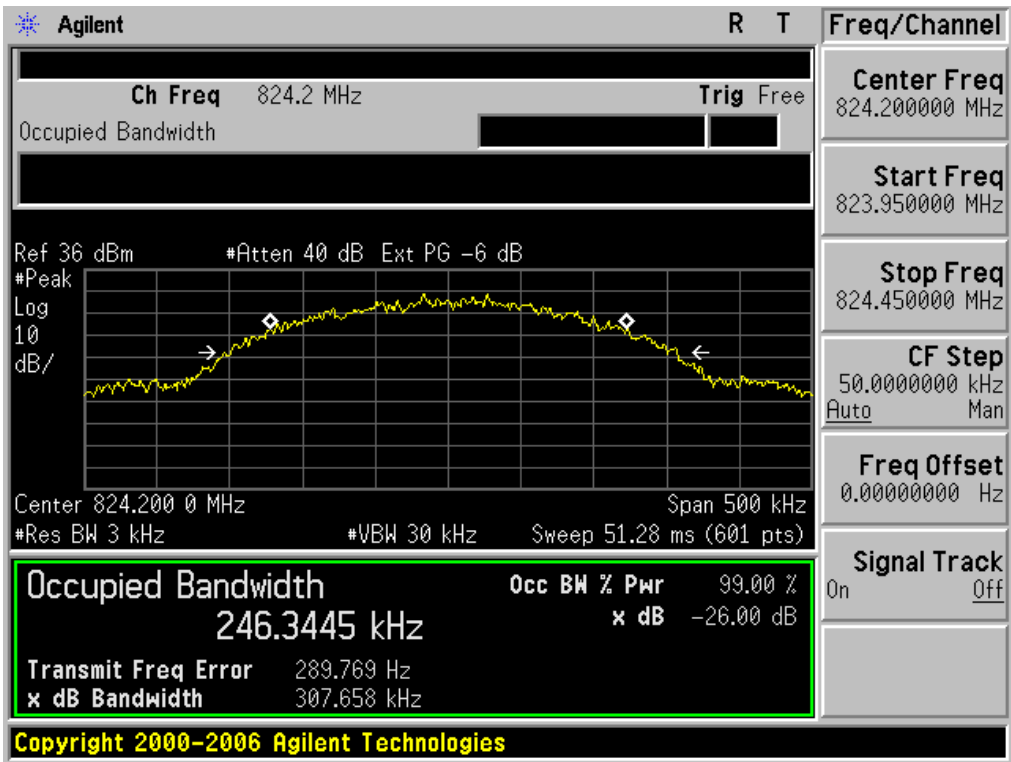 Agilent R T
Ch Freq 824.2 MHz Trig Free
Occupied Bandwidth
Ref 36 dBm #Atten 40 dB Ext PG -6 dB
#Peak
Log
10
dB/
Center 824.200 0 MHz Span 500 kHz
#Res BW 3 kHz #VBW 30 kHz Sweep 51.28 ms (601 pts)
Occupied Bandwidth
246.3445 kHz
Occ BW % Pwr 99.00 %
x dB -26.00 dB
Transmit Freq Error 289.769 Hz
x dB Bandwidth 307.658 kHz
Copyright 2000-2006 Agilent Technologies
Freq/Channel
Center Freq
824.200000 MHz
Start Freq
823.950000 MHz
Stop Freq
824.450000 MHz
CF Step
50.0000000 kHz
Auto Man
Freq Offset
0.00000000 Hz
Signal Track
On Off